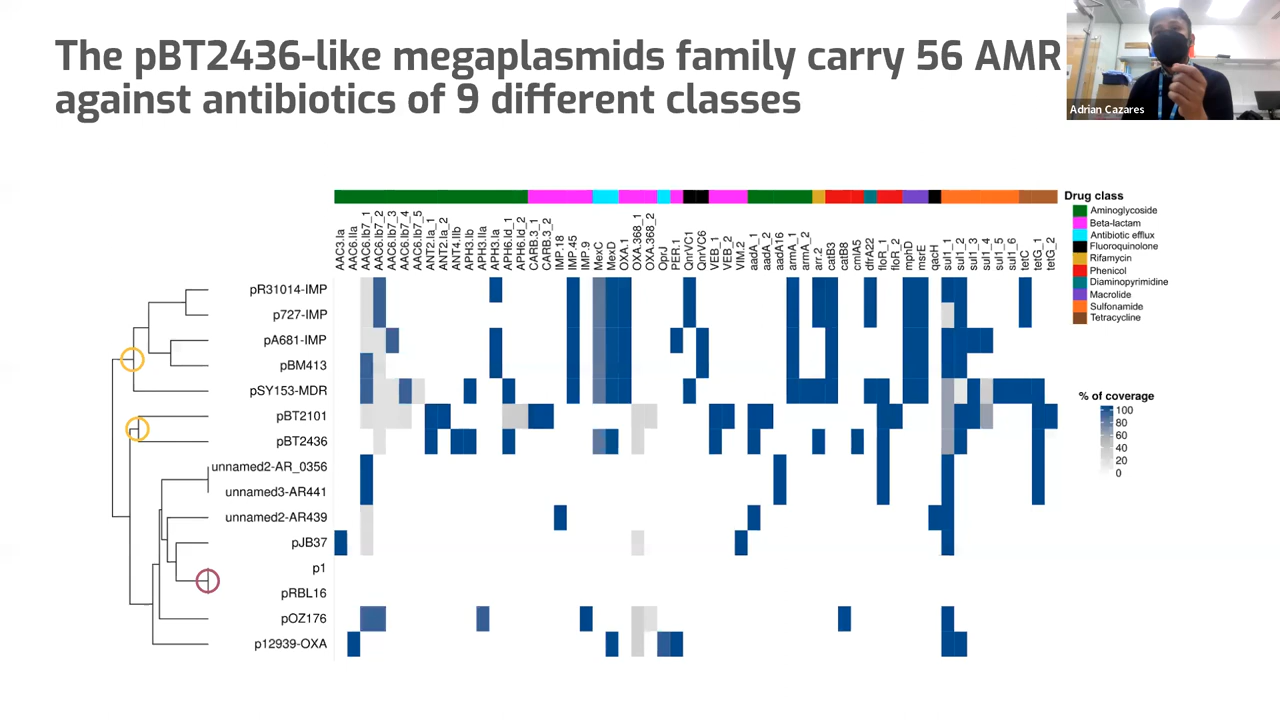 The pBT2436-like megaplasmids family carry 56 AMR
against antibiotics of 9 different classes
Adrian Cazares
Drug class
Aminoglycoside
Beta-lactam
Antibiotic efflux
Fluoroquinolone
Rifamycin
Phenicol
Diaminopyrimidine
Macrolide
Sulfonamide
Tetracycline
AAC3.Ia
AAC6.IIa
AAC6.Ib7_1
AAC6.Ib7_2
AAC6.Ib7_3
AAC6.Ib7_4
AAC6.Ib7_5
ANT2.Ia_1
ANT2.Ia_2
ANT4.IIb
APH3.Ib
APH3.IIa
APH3.Ia
APH6.Id_1
APH6.Id_2
CARB.3_1
CARB.3_2
IMP.18
IMP.45
IMP.9
MexC
MexD
OXA.1
OXA.368_1
OXA.368_2
OprJ
PER.1
QnrVC1
QnrVC6
VEB_1
VEB_2
VIM.2
aadA_1
aadA_2
aadA16
armA_1
armA_2
arr.2
catB3
catB8
cmlA5
dfrA22
floR_1
floR_2
mphD
msrE
qacH
sul1_1
sul1_2
sul1_3
sul1_4
sul1_5
sul1_6
tetC
tetG_1
tetG_2
pR31014-IMP
p727-IMP
pA681-IMP
pBM413
pSY153-MDR
pBT2101
pBT2436
unnamed2-AR_0356
unnamed3-AR441
unnamed2-AR439
pJB37
p1
pRBL16
pOZ176
p12939-OXA
% of coverage
100
80
60
40
20
0